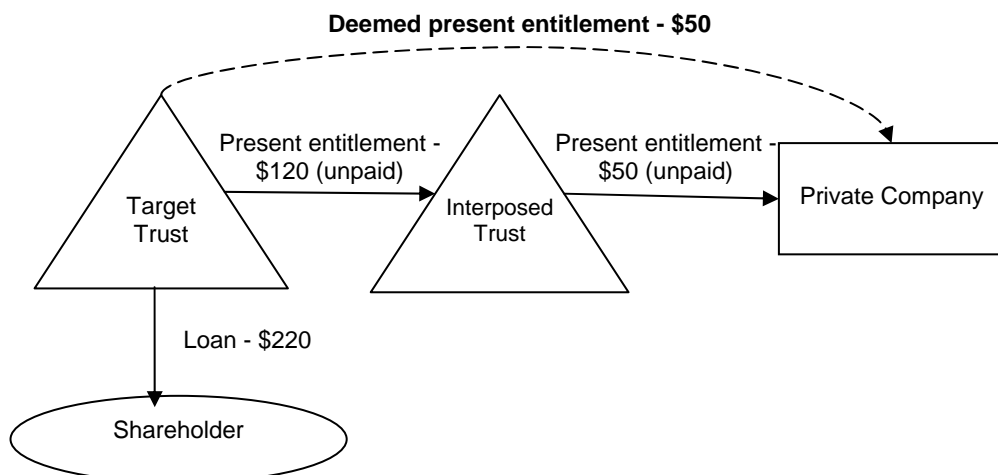 Deemed present entitlement - $50
Present entitlement -
$120 (unpaid)
Present entitlement -
$50 (unpaid)
Target
Trust
Interposed
Trust
Private Company
Loan - $220
Shareholder